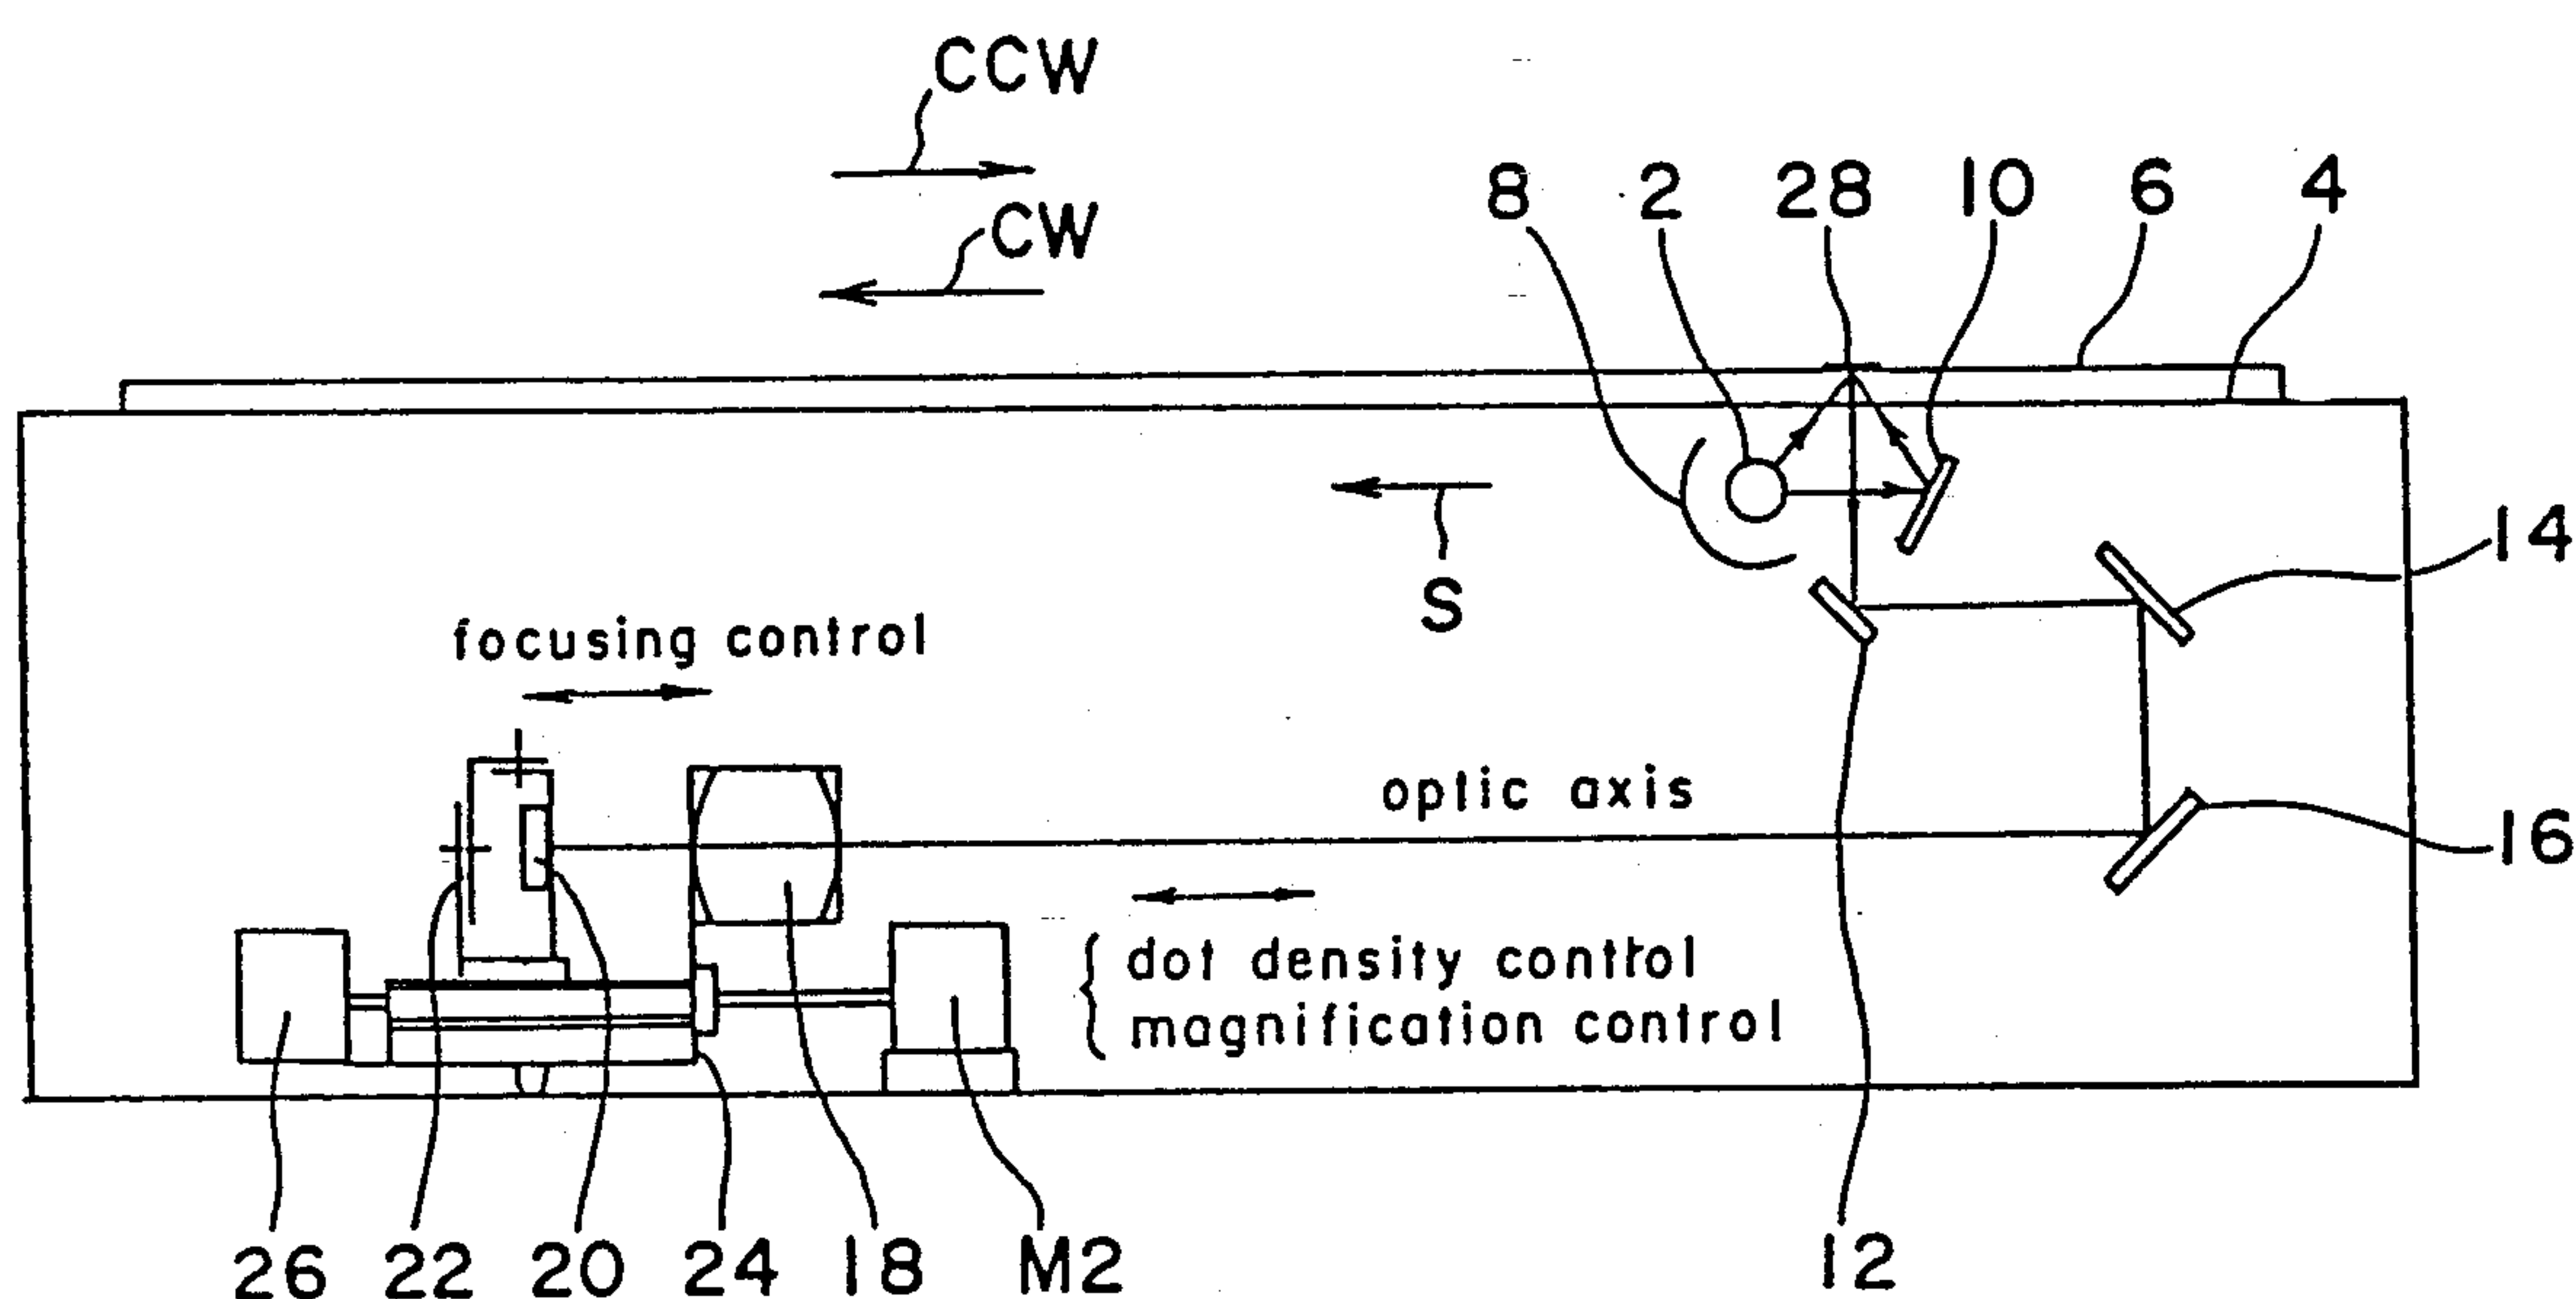 CCW
CW
8 2 28 10 6 4
S
14
focusing control
optic axis
16
dot density control
magnification control
26 22 20 24 18 M2 12